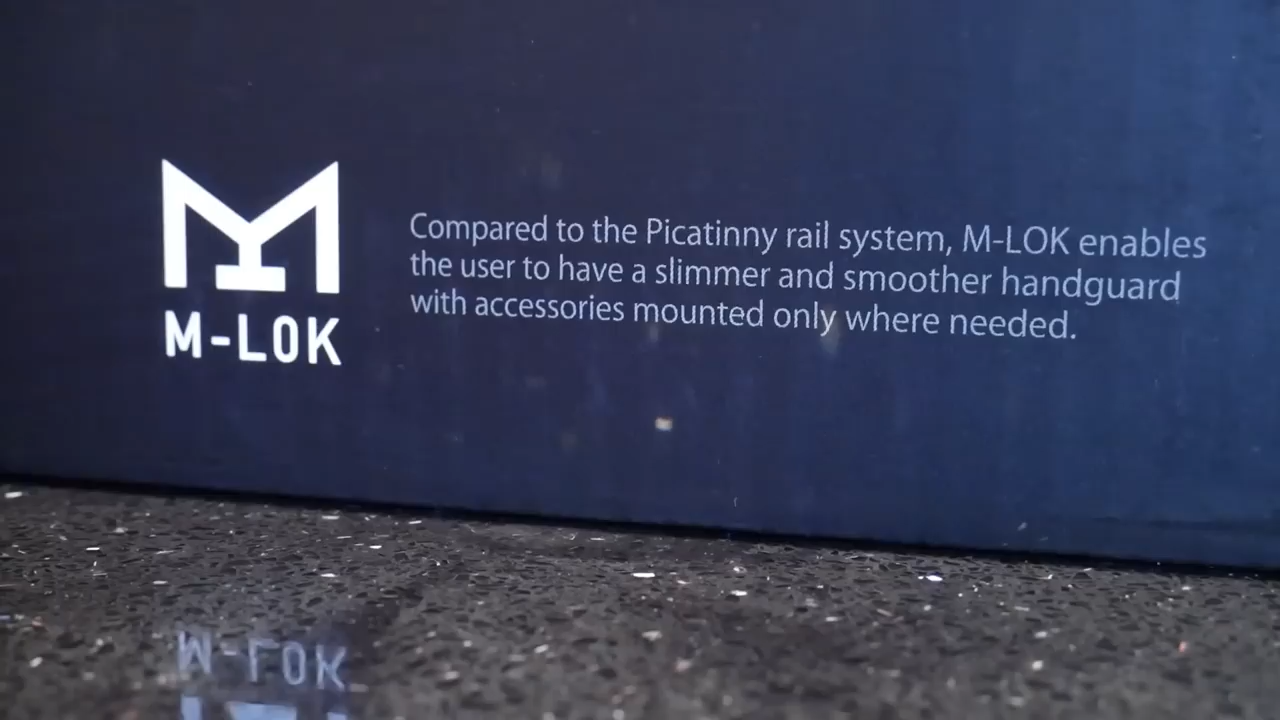 M-LOK
Compared to the Picatinny rail system, M-LOK enables
the user to have a slimmer and smoother handguard
with accessories mounted only where needed.